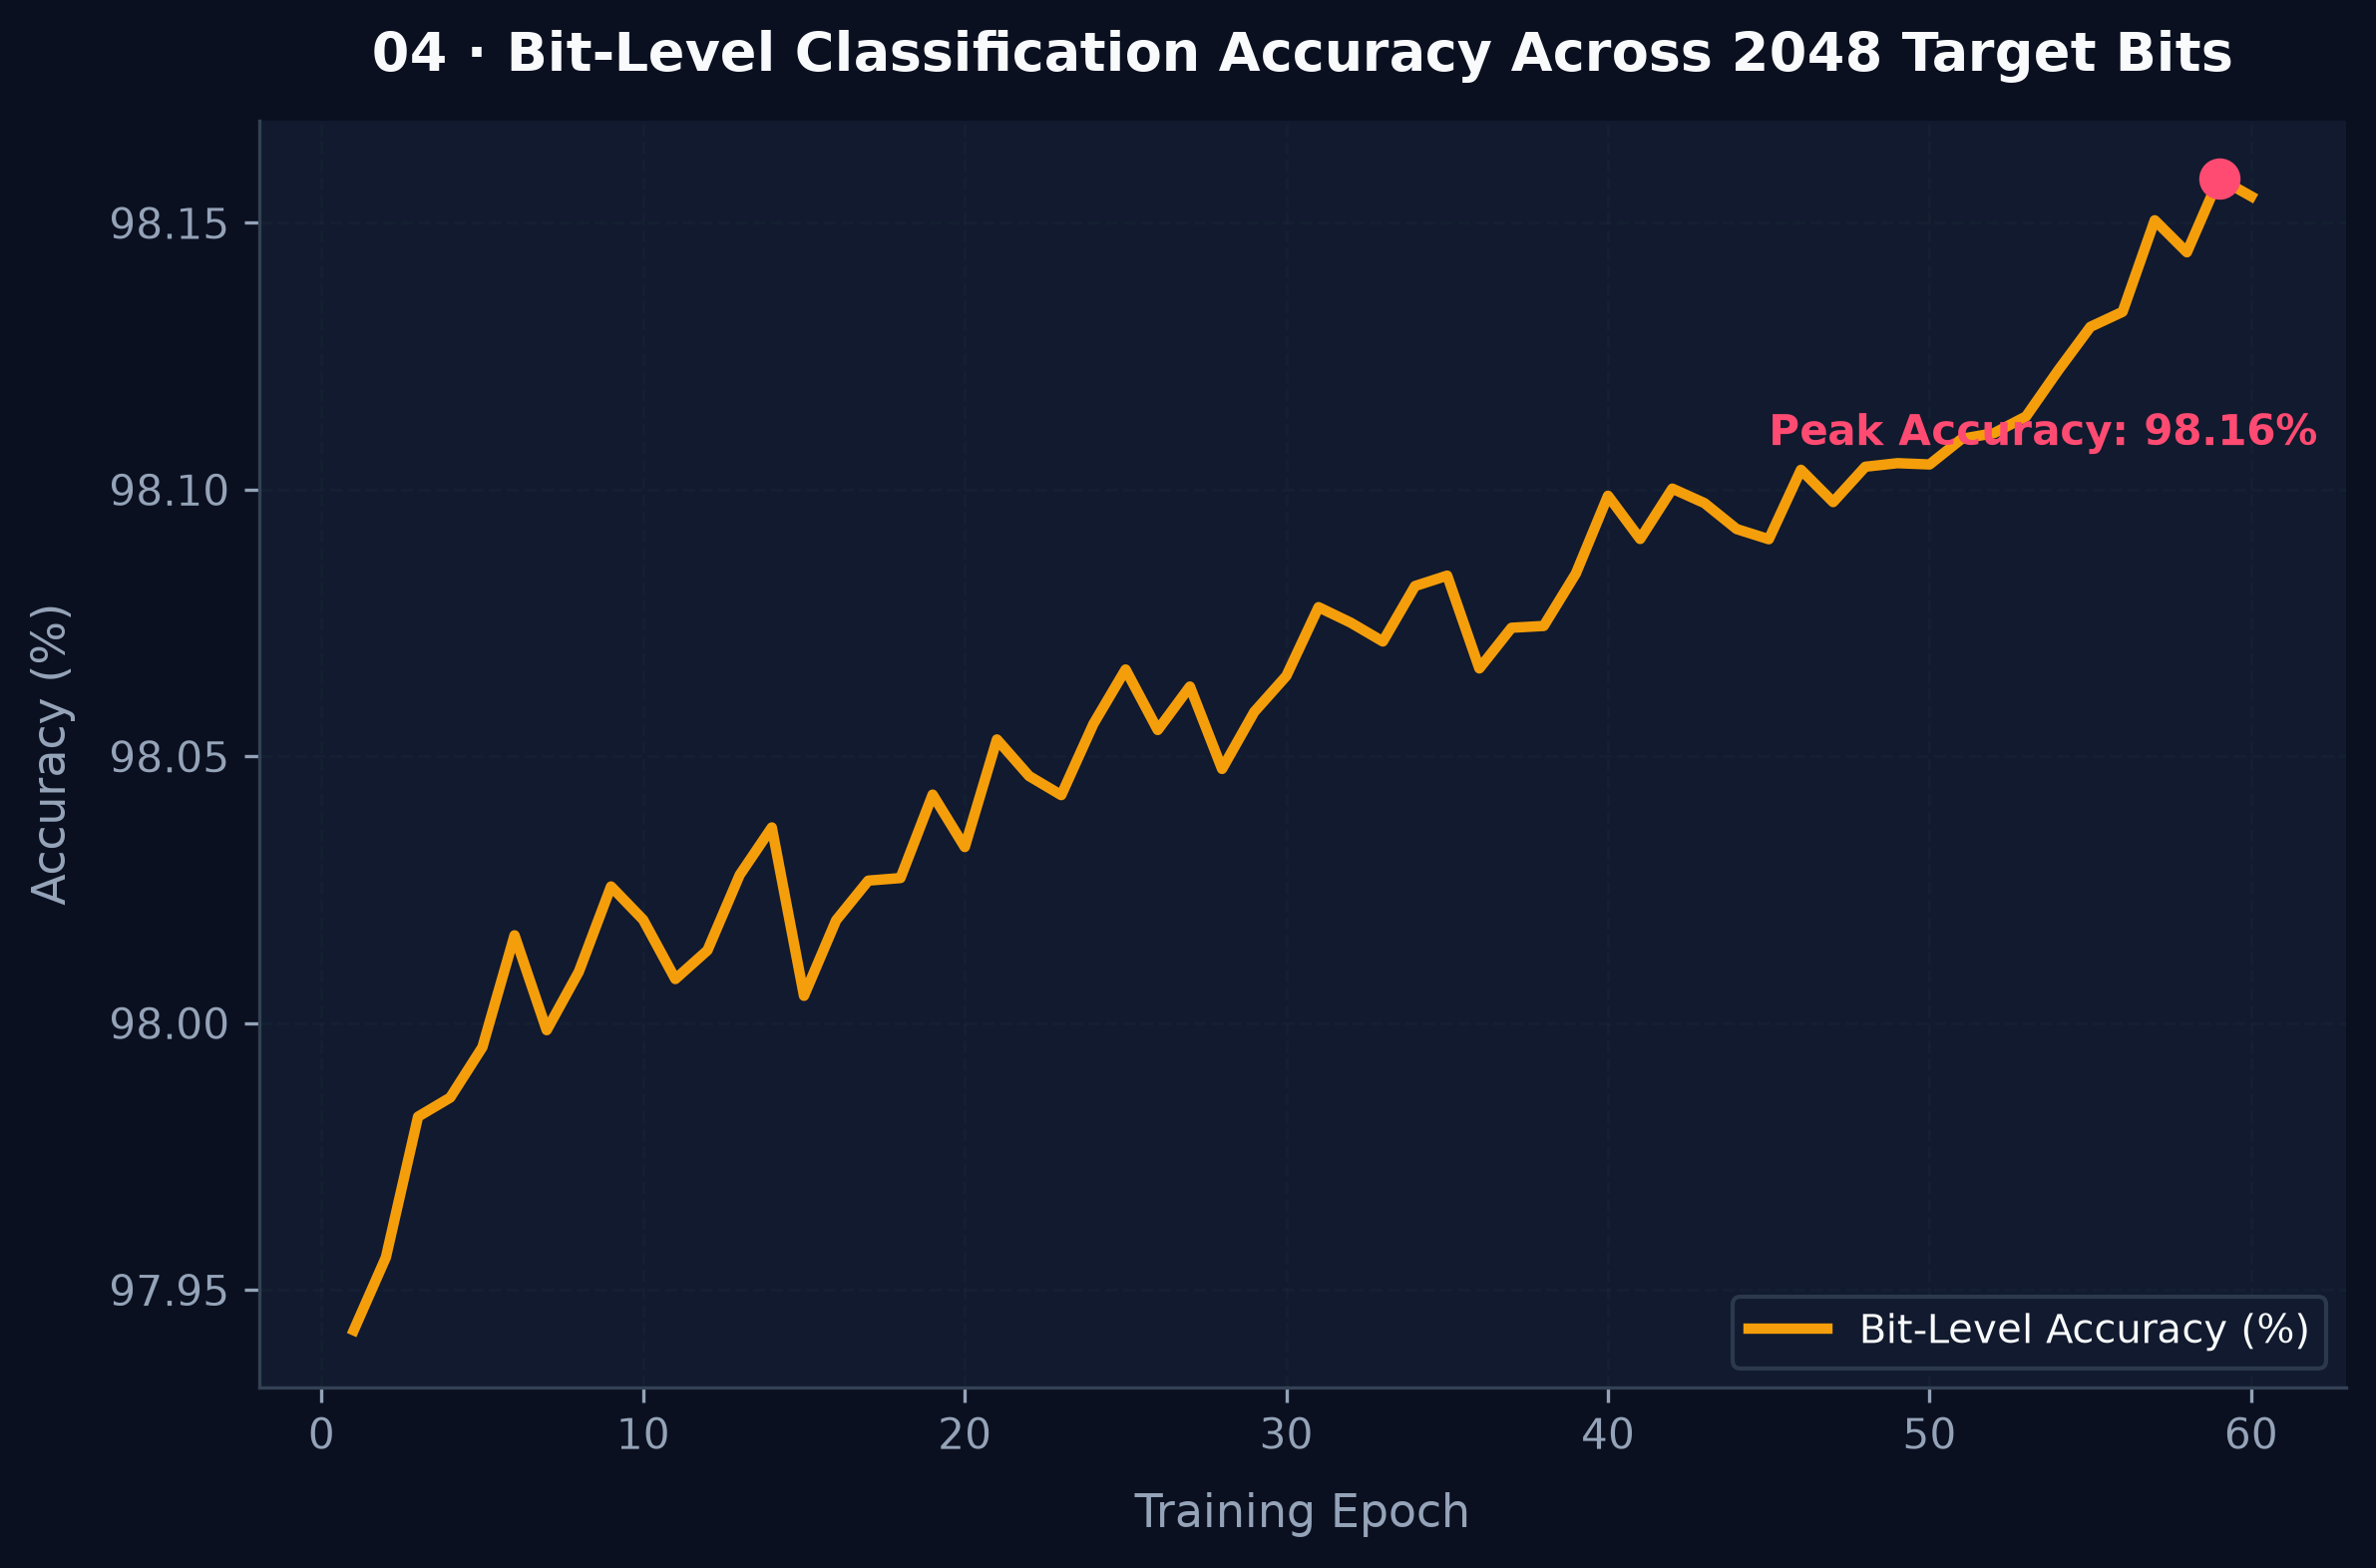 04 · Bit-Level Classification Accuracy Across 2048 Target Bits
Accuracy (%)
98.15
98.10
98.05
98.00
97.95
Peak Accuracy: 98.16%
Bit-Level Accuracy (%)
0 10 20 30 40 50 60
Training Epoch